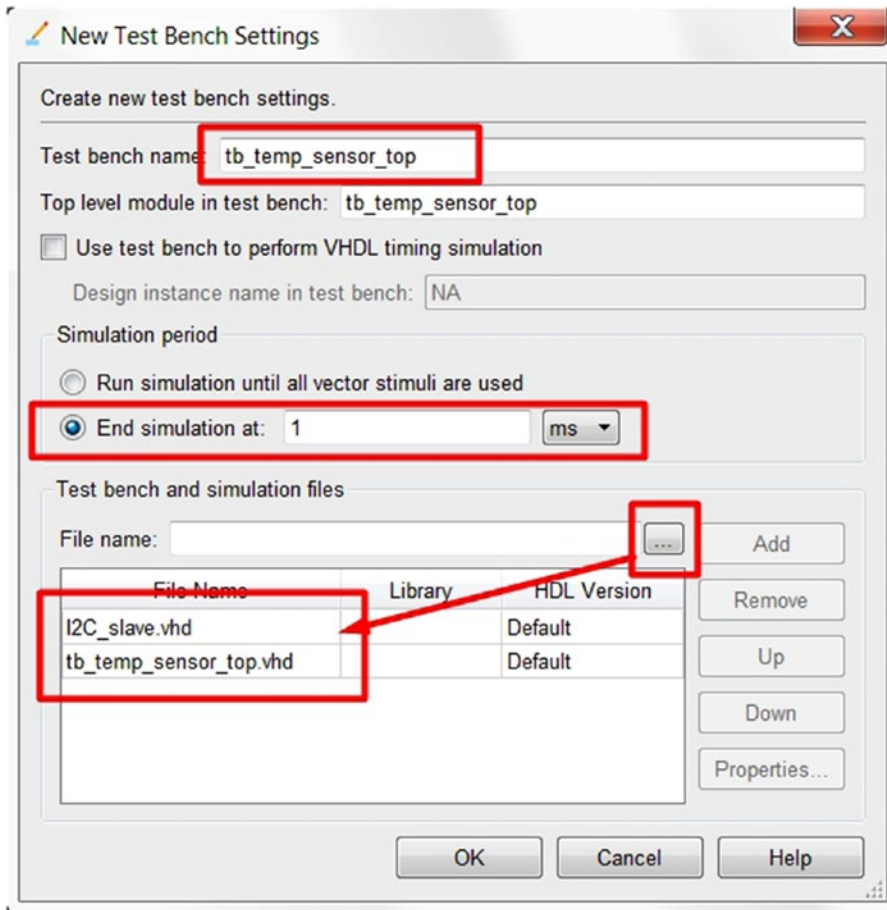 New Test Bench Settings
Create new test bench settings.
Test bench name: tb_temp_sensor_top
Top level module in test bench: tb_temp_sensor_top
Use test bench to perform VHDL timing simulation
Design instance name in test bench: NA
Simulation period
Run simulation until all vector stimuli are used
End simulation at: 1 ms
Test bench and simulation files
File name: ... Add
File Name Library HDL Version
Remove
I2C_slave.vhd Default
tb_temp_sensor_top.vhd Default
Up
Down
Properties...
OK Cancel Help